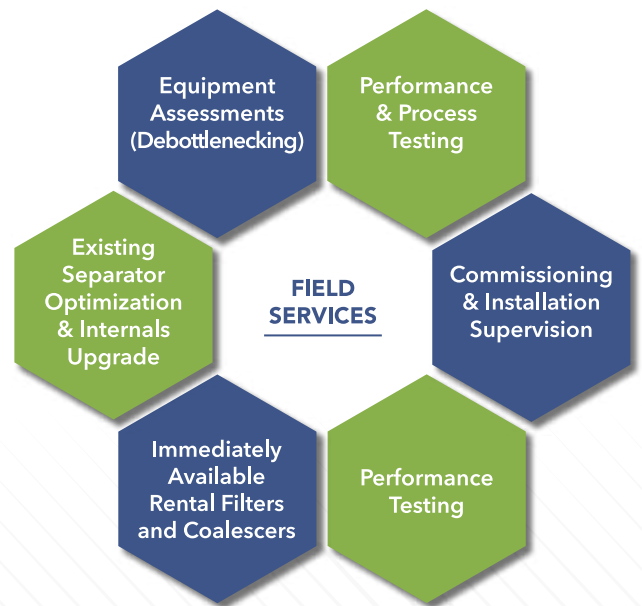 Equipment
Assessments
(Debottlenecking)
Performance
& Process
Testing
Existing
Separator
Optimization
& Internals
Upgrade
FIELD
SERVICES
Commissioning
& Installation
Supervision
Immediately
Available
Rental Filters
and Coalescers
Performance
Testing